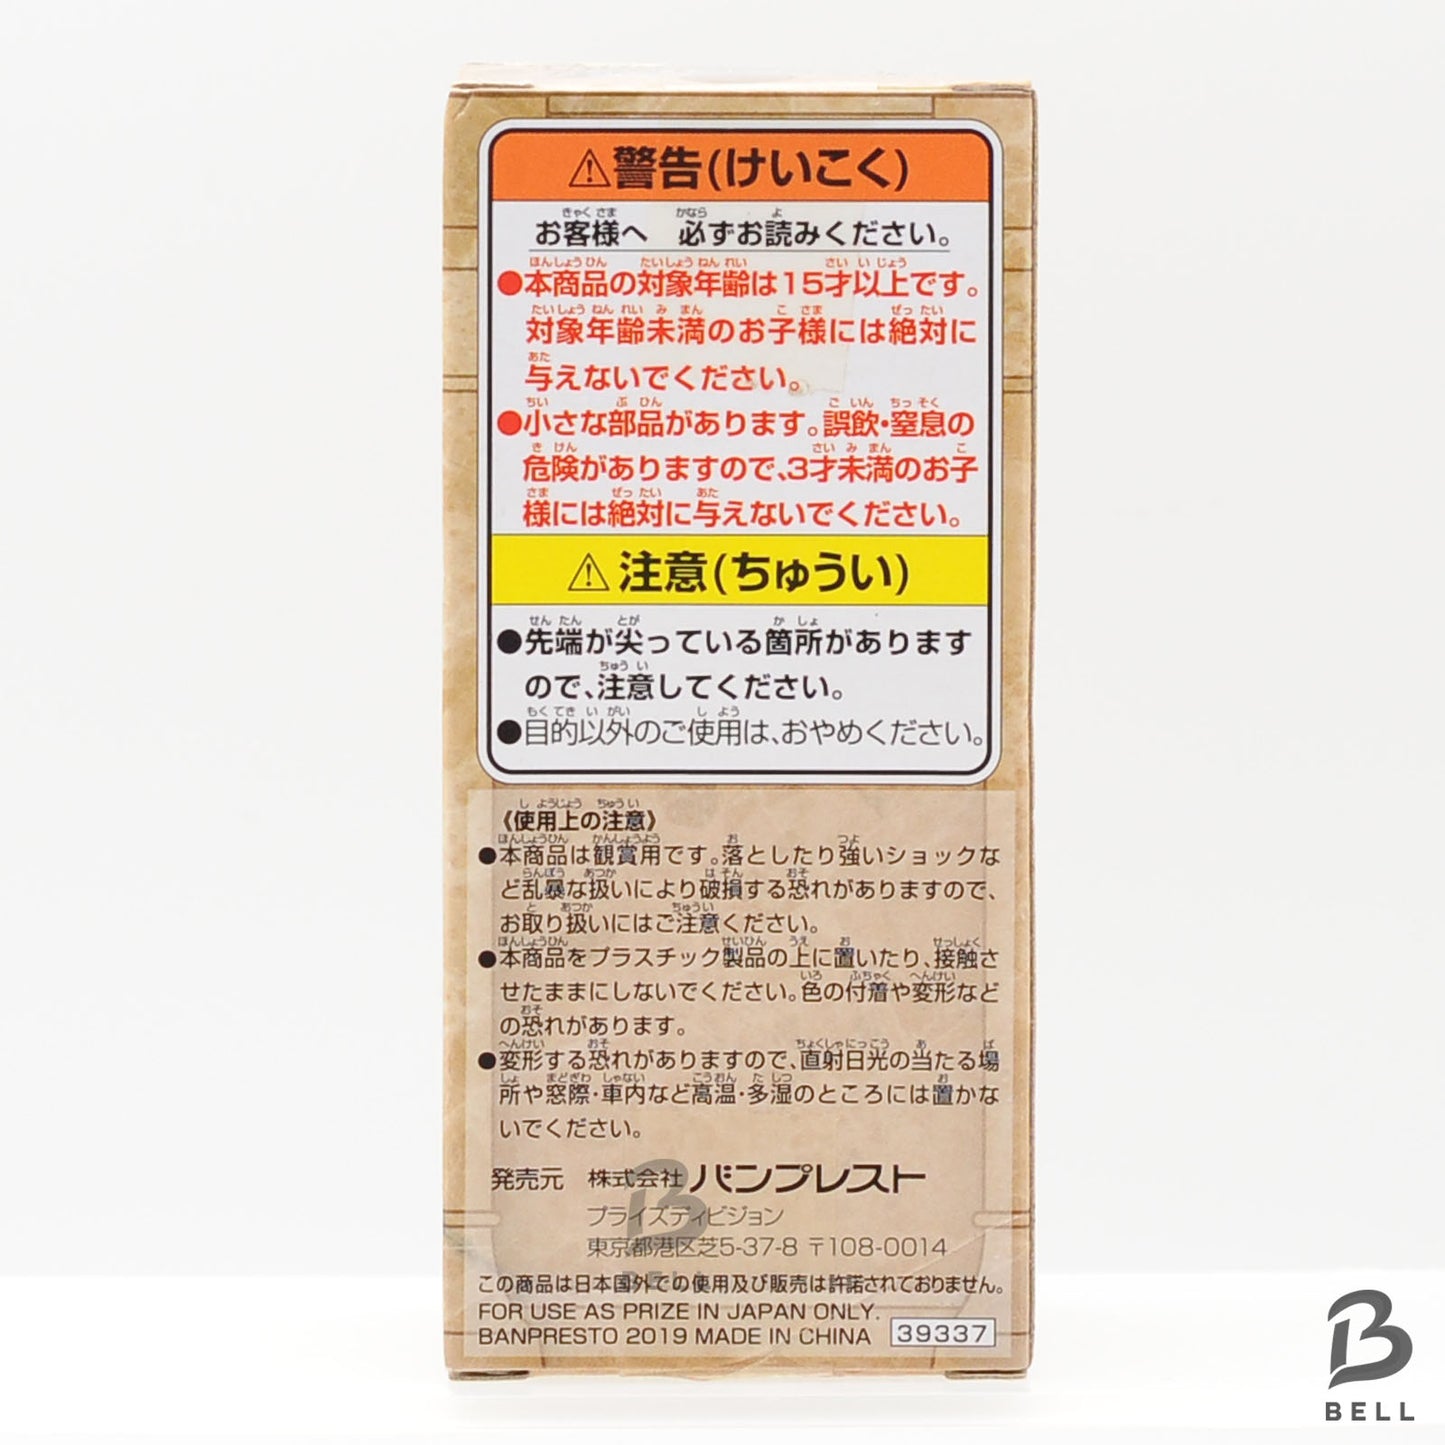 ⚠警告(けいこく)
お客様へ 必ずお読みください。
●本商品の対象年齢は15才以上です。
対象年齢未満のお子様には絶対に
与えないでください。
●小さな部品があります。誤飲・窒息の
危険がありますので、3才未満のお子
様には絶対に与えないでください。
⚠注意(ちゅうい)
●先端が尖っている箇所があります
ので、注意してください。
●目的以外のご使用は、おやめください。
《使用上の注意》
●本商品は観賞用です。落としたり強いショックな
ど乱暴な扱いにより破損する恐れがありますので、
お取り扱いにはご注意ください。
●本商品をプラスチック製品の上に置いたり、接触さ
せたままにしないでください。色の付着や変形など
の恐れがあります。
●変形する恐れがありますので、直射日光の当たる場
所や窓際・車内など高温・多湿のところには置かな
いでください。
発売元 株式会社バンプレスト
プライズディビジョン
東京都港区芝5-37-8 〒108-0014
この商品は日本国外での使用及び販売は許諾されておりません。
FOR USE AS PRIZE IN JAPAN ONLY.
BANPRESTO 2019 MADE IN CHINA 39337
B
BELL
B
BELL